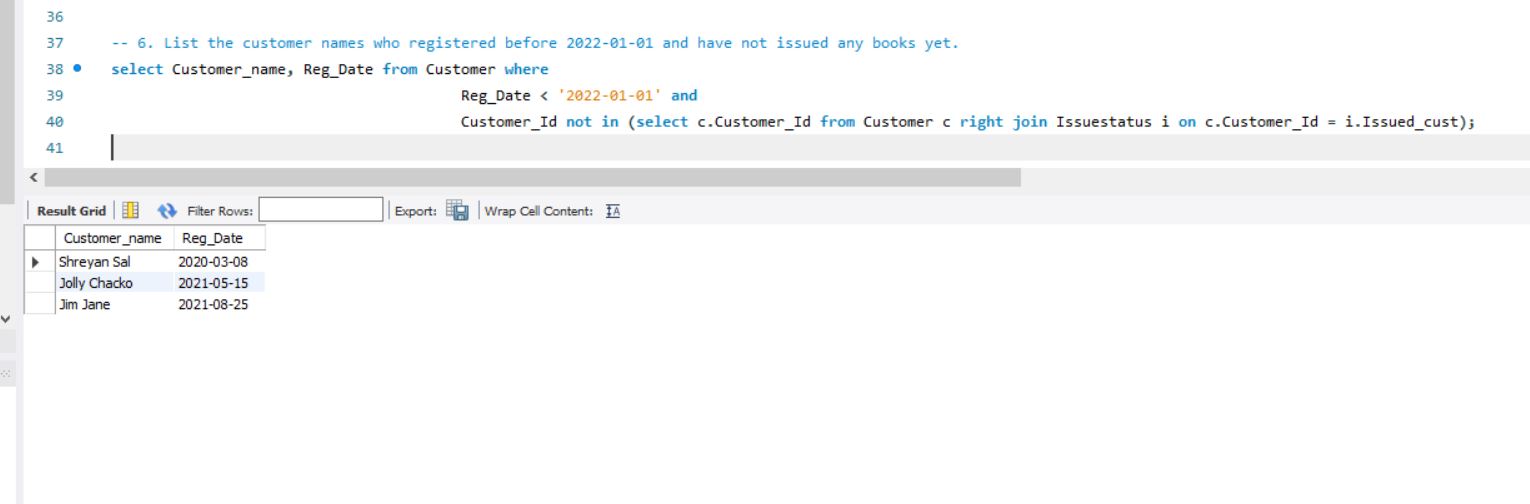 36
37 -- 6. List the customer names who registered before 2022-01-01 and have not issued any books yet.
38 select Customer_name, Reg_Date from Customer where
39 Reg_Date < '2022-01-01' and
40 Customer_Id not in (select c.Customer_Id from Customer c right join Issuestatus i on c.Customer_Id = i.Issued_cust);
41
Result Grid Filter Rows: Export: Wrap Cell Content: IA
Customer_name Reg_Date
Shreyan Sal 2020-03-08
Jolly Chacko 2021-05-15
Jim Jane 2021-08-25